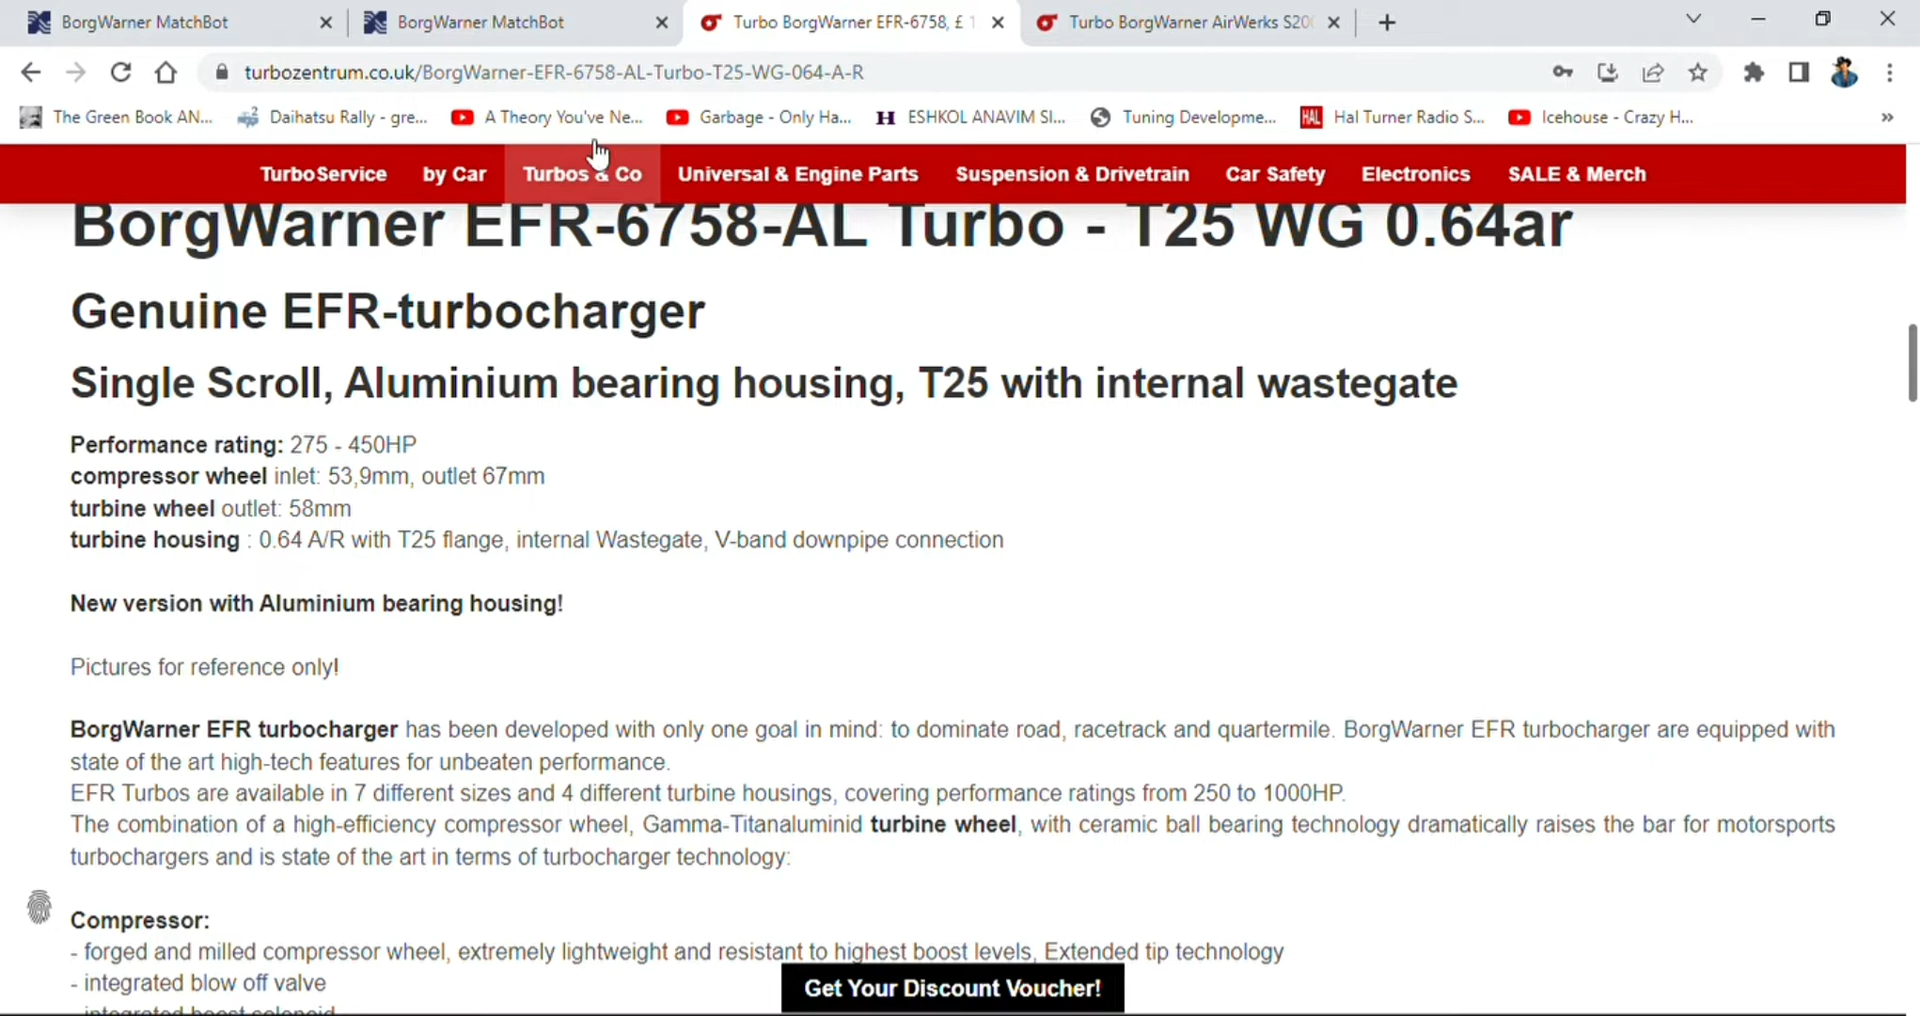 BorgWarner MatchBot
BorgWarner MatchBot
Turbo BorgWarner EFR-6758, £ 1
Turbo BorgWarner AirWerks S20
turbozentrum.co.uk/BorgWarner-EFR-6758-AL-Turbo-T25-WG-064-A-R
The Green Book AN...
Daihatsu Rally - gre...
A Theory You've Ne...
Garbage - Only Ha...
H ESHKOL ANAVIM SI...
Tuning Developme...
HAL Hal Turner Radio S...
Icehouse - Crazy H...
»
TurboService by Car Turbos & Co Universal & Engine Parts Suspension & Drivetrain Car Safety Electronics SALE & Merch
BorgWarner EFR-6758-AL Turbo - T25 WG 0.64ar
Genuine EFR-turbocharger
Single Scroll, Aluminium bearing housing, T25 with internal wastegate
Performance rating: 275 - 450HP
compressor wheel inlet: 53,9mm, outlet 67mm
turbine wheel outlet: 58mm
turbine housing : 0.64 A/R with T25 flange, internal Wastegate, V-band downpipe connection
New version with Aluminium bearing housing!
Pictures for reference only!
BorgWarner EFR turbocharger has been developed with only one goal in mind: to dominate road, racetrack and quartermile. BorgWarner EFR turbocharger are equipped with
state of the art high-tech features for unbeaten performance.
EFR Turbos are available in 7 different sizes and 4 different turbine housings, covering performance ratings from 250 to 1000HP.
The combination of a high-efficiency compressor wheel, Gamma-Titanaluminid turbine wheel, with ceramic ball bearing technology dramatically raises the bar for motorsports
turbochargers and is state of the art in terms of turbocharger technology:
Compressor:
- forged and milled compressor wheel, extremely lightweight and resistant to highest boost levels, Extended tip technology
- integrated blow off valve
- integrated boost solenoid
Get Your Discount Voucher!